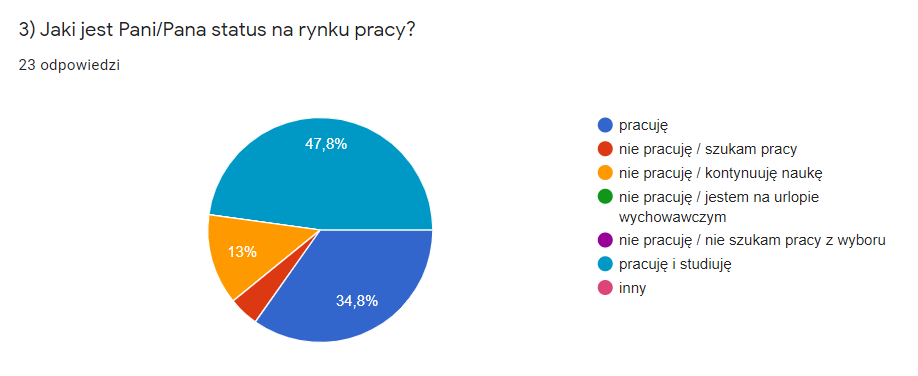 3) Jaki jest Pani/Pana status na rynku pracy?
23 odpowiedzi
47,8%
13%
34,8%
pracuję
nie pracuję / szukam pracy
nie pracuję / kontynuuję naukę
nie pracuję / jestem na urlopie
wychowawczym
nie pracuję / nie szukam pracy z wyboru
pracuję i studiuję
inny